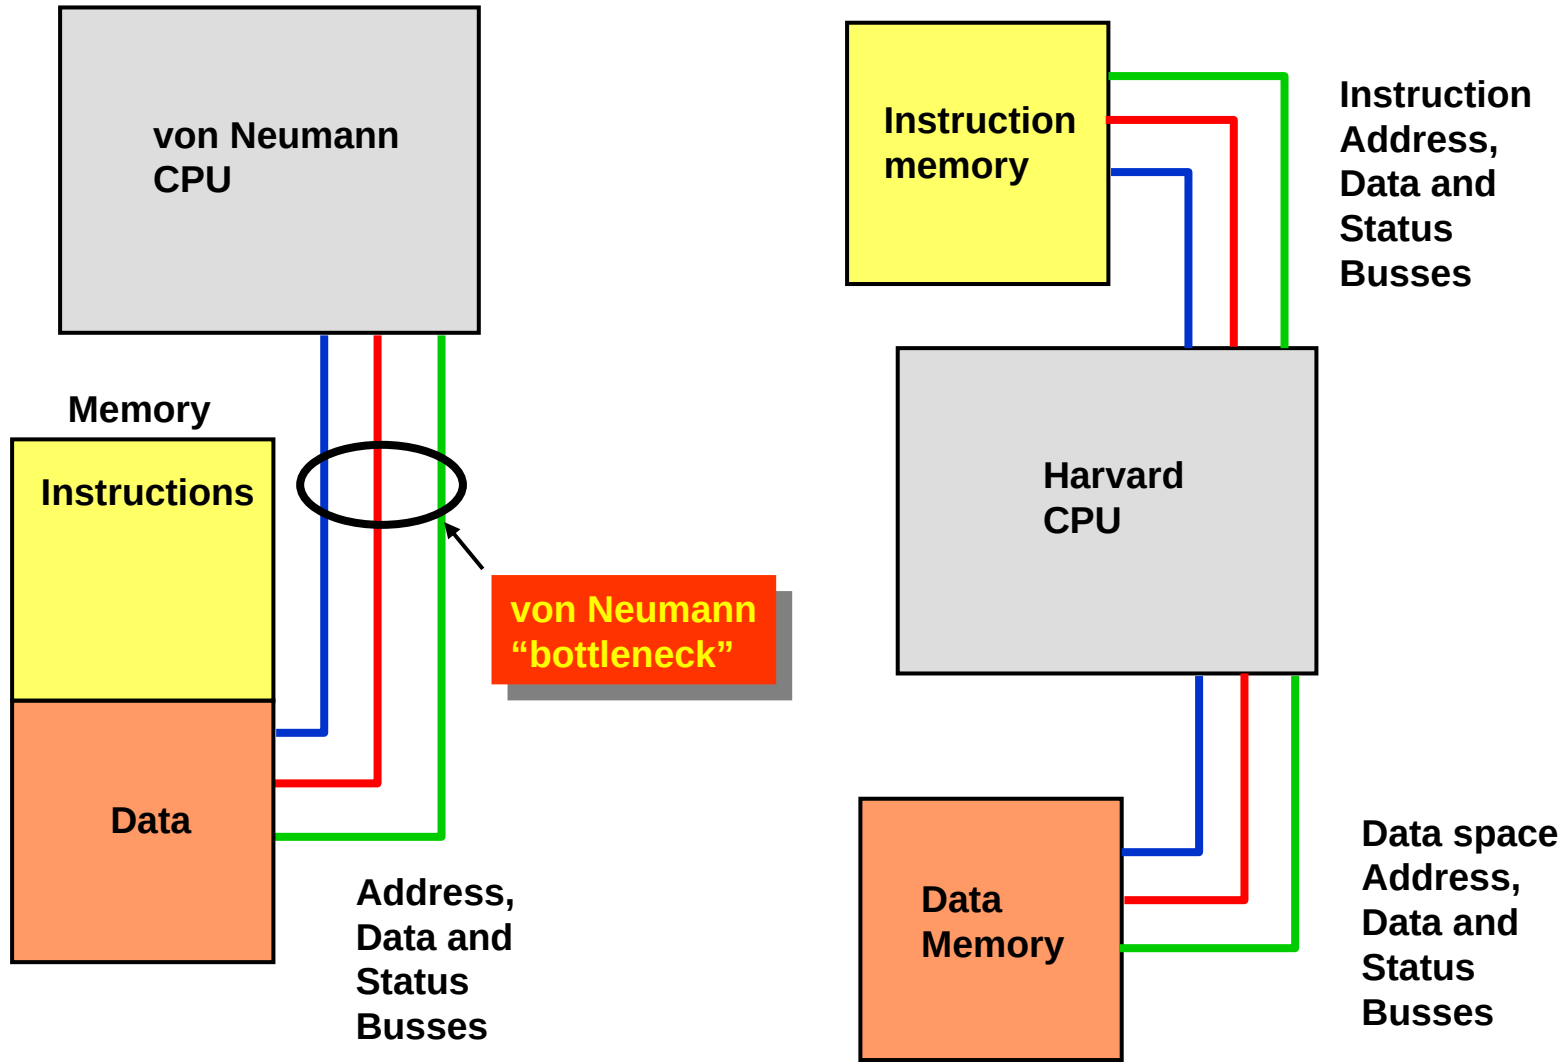 von Neumann
CPU
Memory
Instructions
von Neumann
“bottleneck”
Data
Address,
Data and
Status
Busses
Instruction
memory
Instruction
Address,
Data and
Status
Busses
Harvard
CPU
Data
Memory
Data space
Address,
Data and
Status
Busses